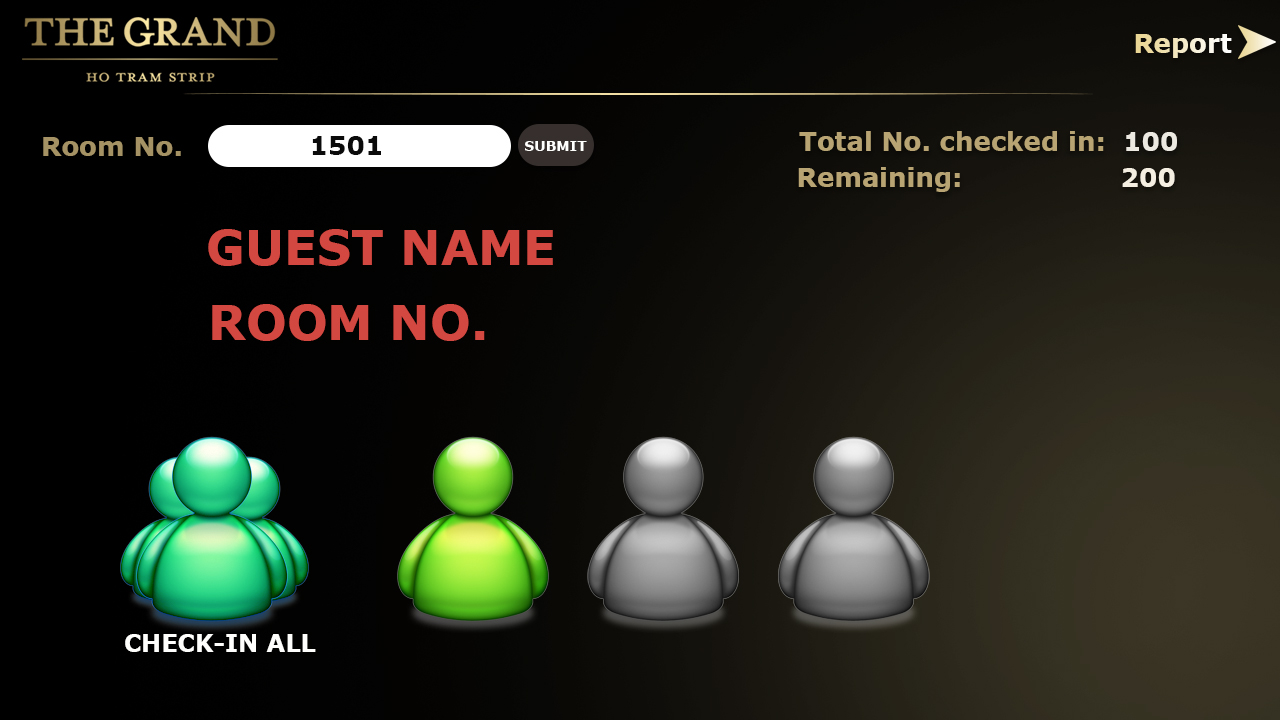 THE GRAND
HO TRAM STRIP
Report
Room No. 1501 SUBMIT
Total No. checked in: 100
Remaining: 200
GUEST NAME
ROOM NO.
CHECK-IN ALL